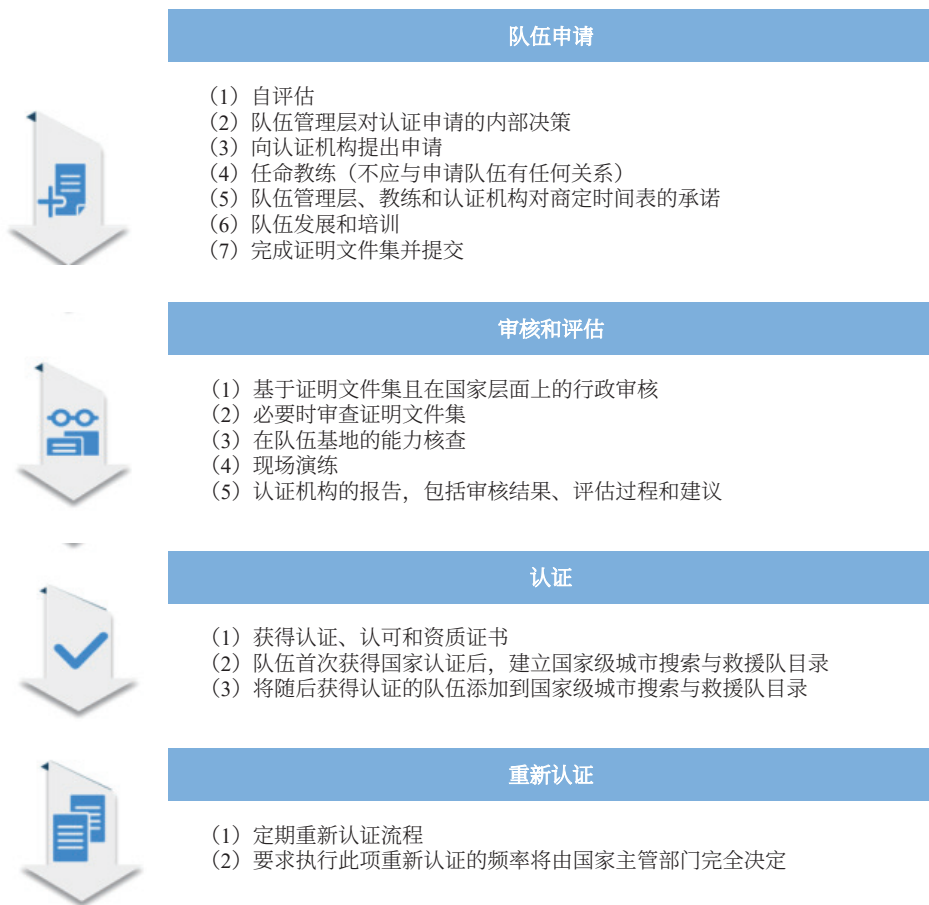 队伍申请
（1）自评估
（2）队伍管理层对认证申请的内部决策
（3）向认证机构提出申请
（4）任命教练（不应与申请队伍有任何关系）
（5）队伍管理层、教练和认证机构对商定时间表的承诺
（6）队伍发展和培训
（7）完成证明文件集并提交
审核和评估
（1）基于证明文件集且在国家层面上的行政审核
（2）必要时审查证明文件集
（3）在队伍基地的能力核查
（4）现场演练
（5）认证机构的报告，包括审核结果、评估过程和建议
认证
（1）获得认证、认可和资质证书
（2）队伍首次获得国家认证后，建立国家级城市搜索与救援队目录
（3）将随后获得认证的队伍添加到国家级城市搜索与救援队目录
重新认证
（1）定期重新认证流程
（2）要求执行此项重新认证的频率将由国家主管部门完全决定